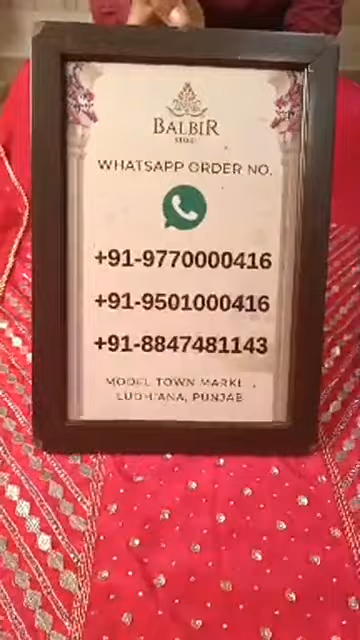 BALBIR
WHATSAPP ORDER NO.
+91-9770000416
+91-9501000416
+91-8847481143
MODEL TOWN
LUDHIANA, PUNJAB